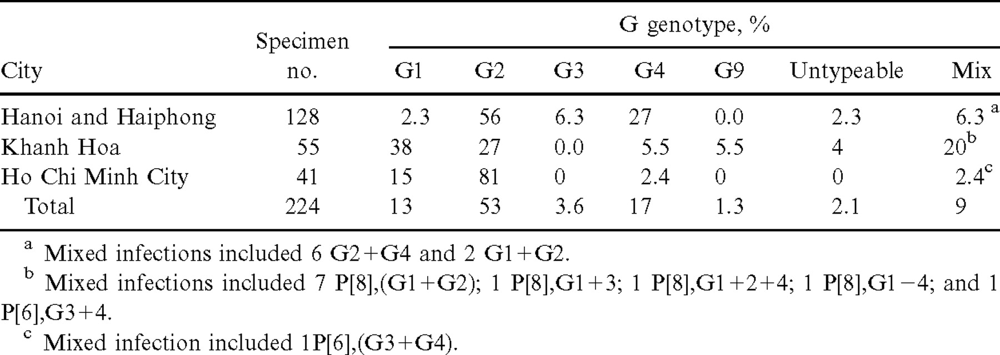 G genotype, %
Specimen
City no. G1 G2 G3 G4 G9 Untypeable Mix
Hanoi and Haiphong 128 2.3 56 6.3 27 0.0 2.3 6.3 a
Khanh Hoa 55 38 27 0.0 5.5 5.5 4 20b
Ho Chi Minh City 41 15 81 0 2.4 0 0 2.4c
Total 224 13 53 3.6 17 1.3 2.1 9
a Mixed infections included 6 G2+G4 and 2 G1+G2.
b Mixed infections included 7 P[8],(G1+G2); 1 P[8],G1+3; 1 P[8],G1+2+4; 1 P[8],G1−4; and 1
P[6],G3+4.
c Mixed infection included 1P[6],(G3+G4).